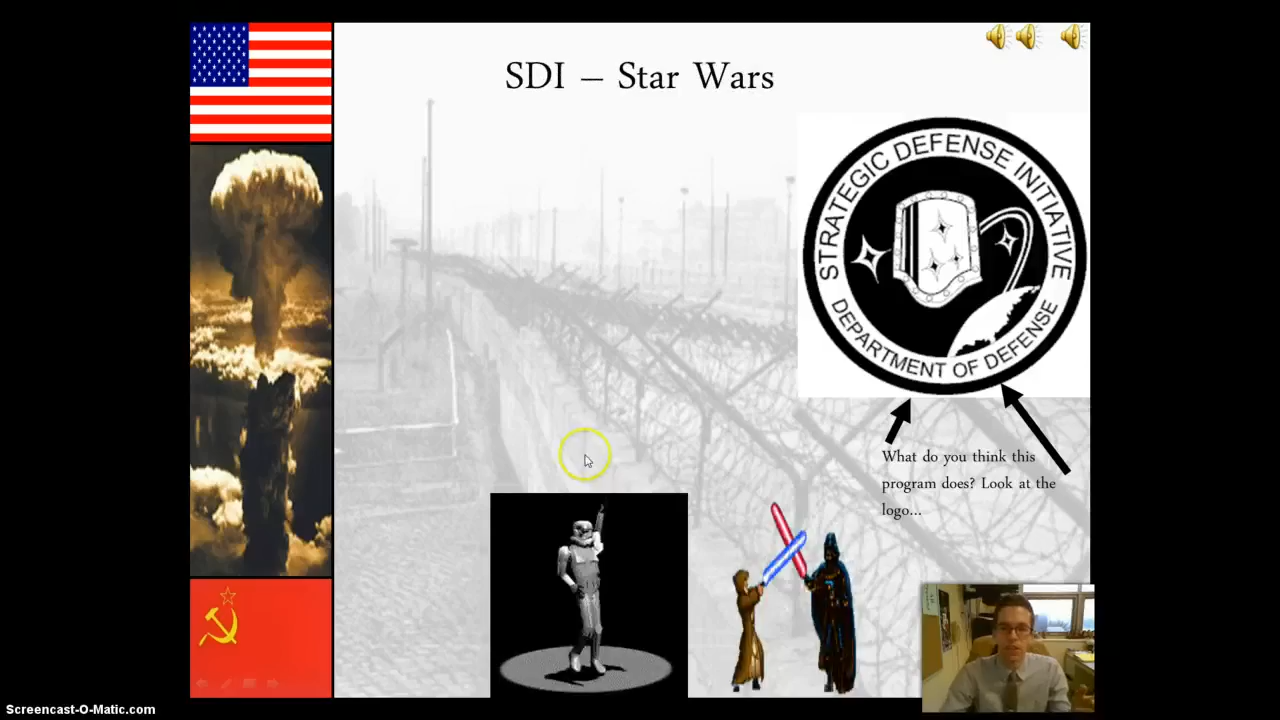 SDI – Star Wars
STRATEGIC DEFENSE INITIATIVE
DEPARTMENT OF DEFENSE
What do you think this
program does? Look at the
logo...
Screencast-O-Matic.com